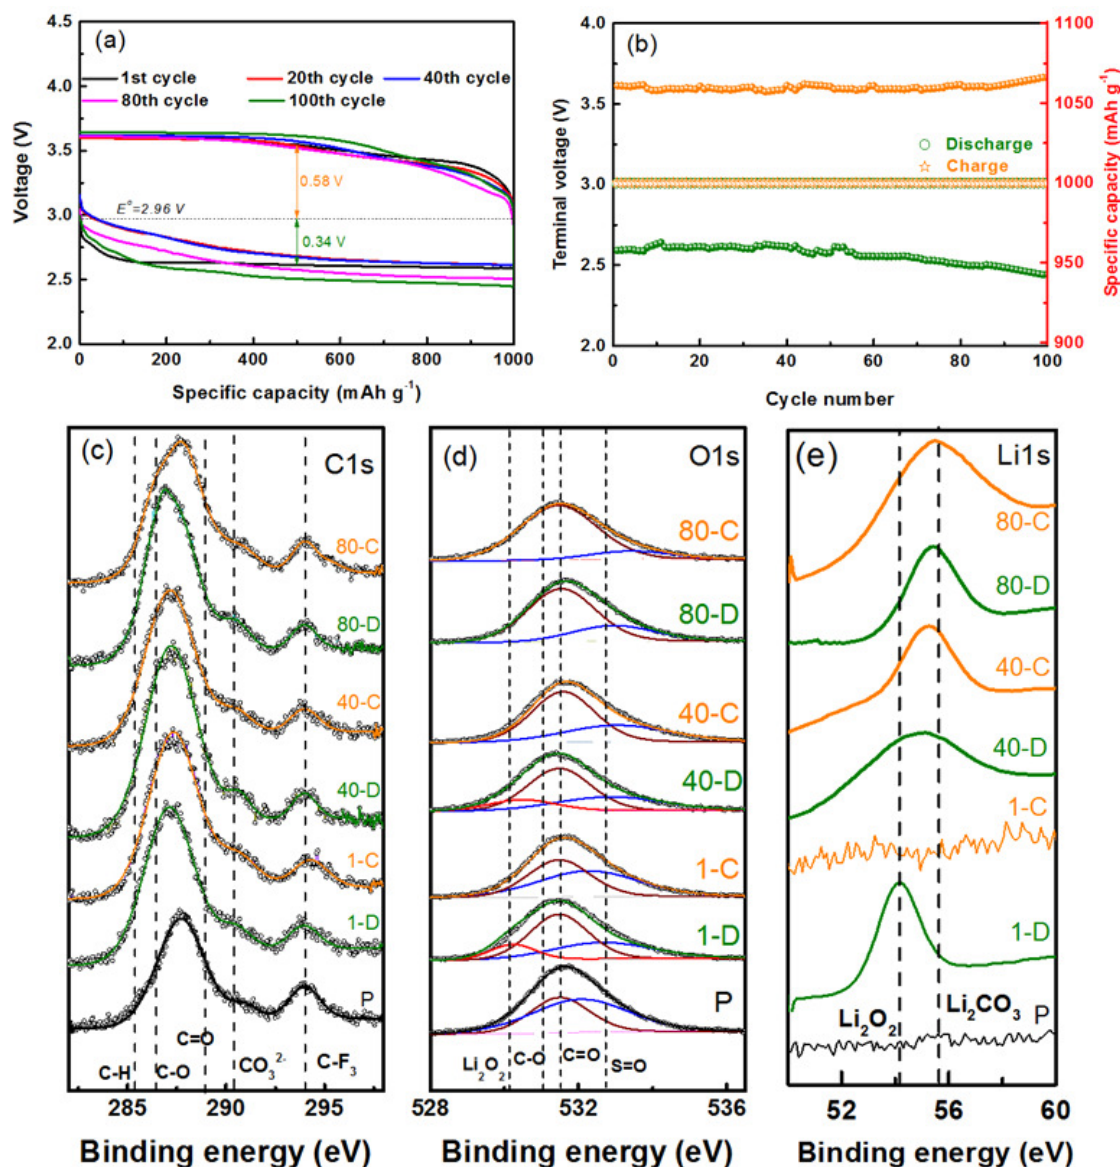 (a)
1st cycle 20th cycle 40th cycle
80th cycle 100th cycle
4.5
4.0
3.5
3.0
2.5
2.0
Voltage (V)
0.58 V
E°=2.96 V
0.34 V
0 200 400 600 800 1000
Specific capacity (mAh g⁻¹)
(b)
4.0
3.5
3.0
2.5
2.0
Terminal voltage (V)
Discharge
Charge
1100
1050
1000
950
900
Specific capacity (mAh g⁻¹)
0 20 40 60 80 100
Cycle number
(c) C1s
80-C
80-D
40-C
40-D
1-C
1-D
P
C-H C-O C=O CO₃²⁻ C-F₃
285 290 295
Binding energy (eV)
(d) O1s
80-C
80-D
40-C
40-D
1-C
1-D
P
Li₂O₂ C-O C=O S=O
528 532 536
Binding energy (eV)
(e) Li1s
80-C
80-D
40-C
40-D
1-C
1-D
Li₂O₂ Li₂CO₃ P
52 56 60
Binding energy (eV)